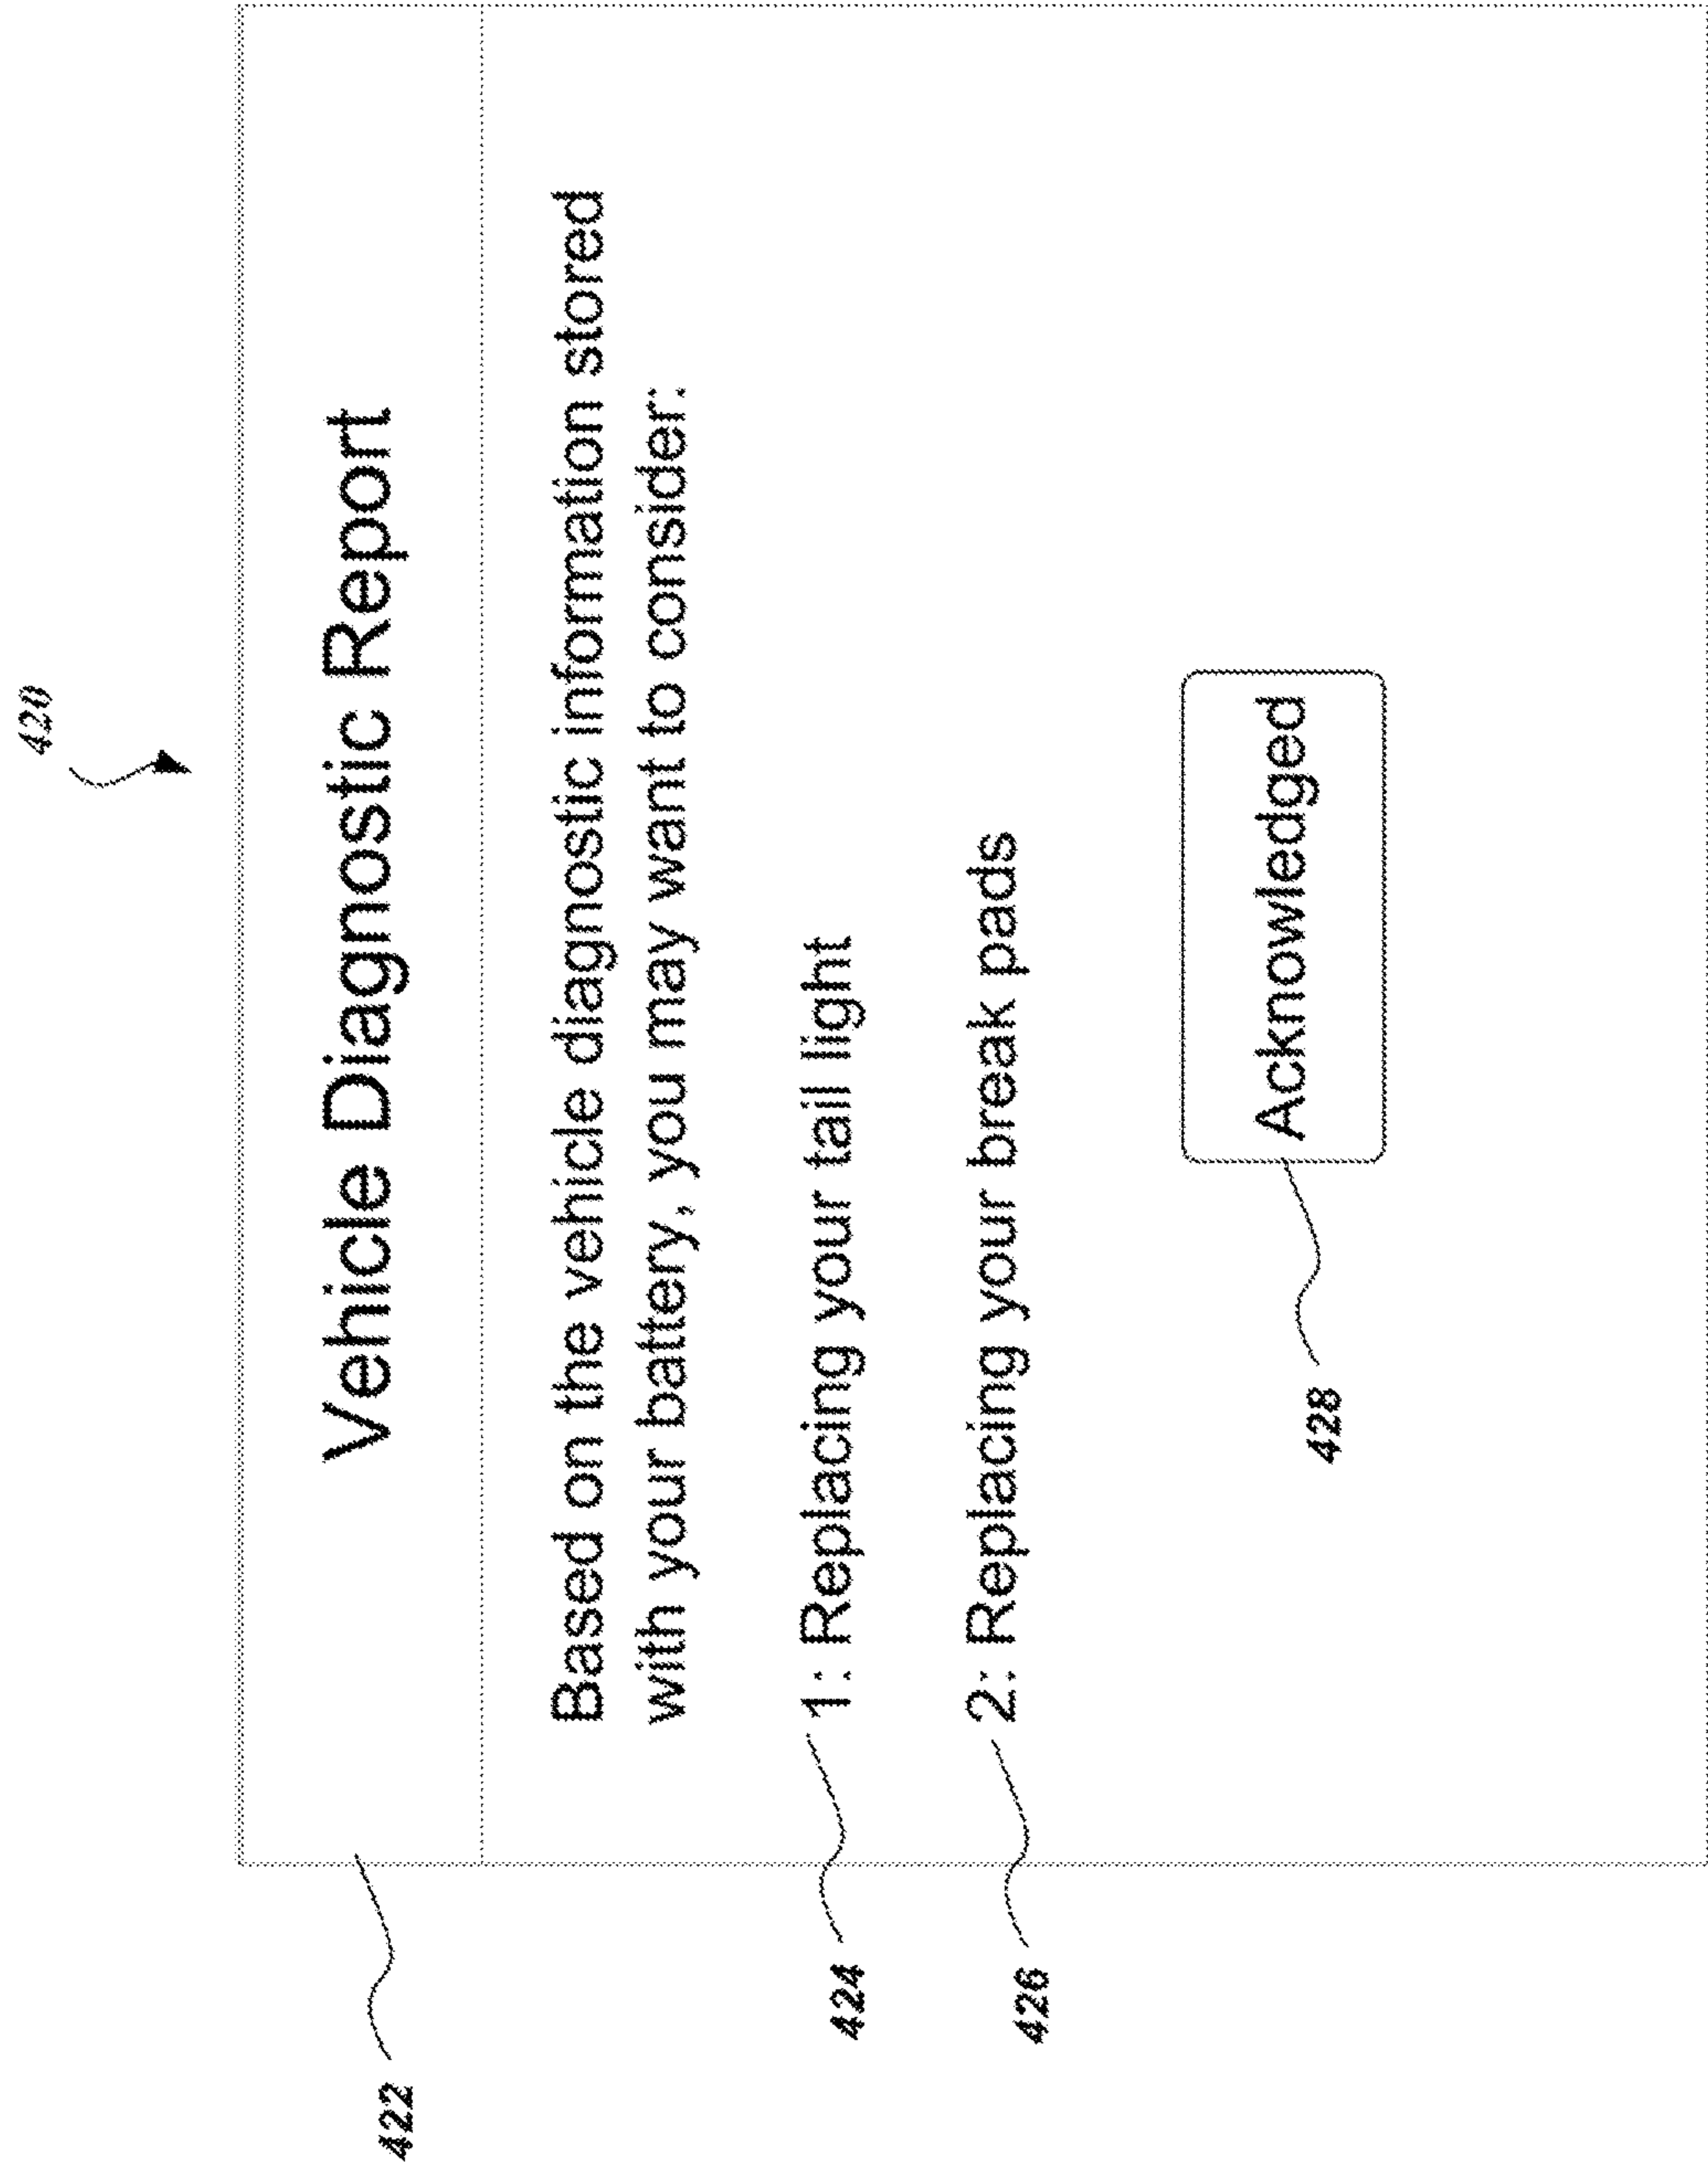 420
422
Vehicle Diagnostic Report
Based on the vehicle diagnostic information stored
with your battery, you may want to consider:
424
1: Replacing your tail light
426
2: Replacing your break pads
Acknowledged
428